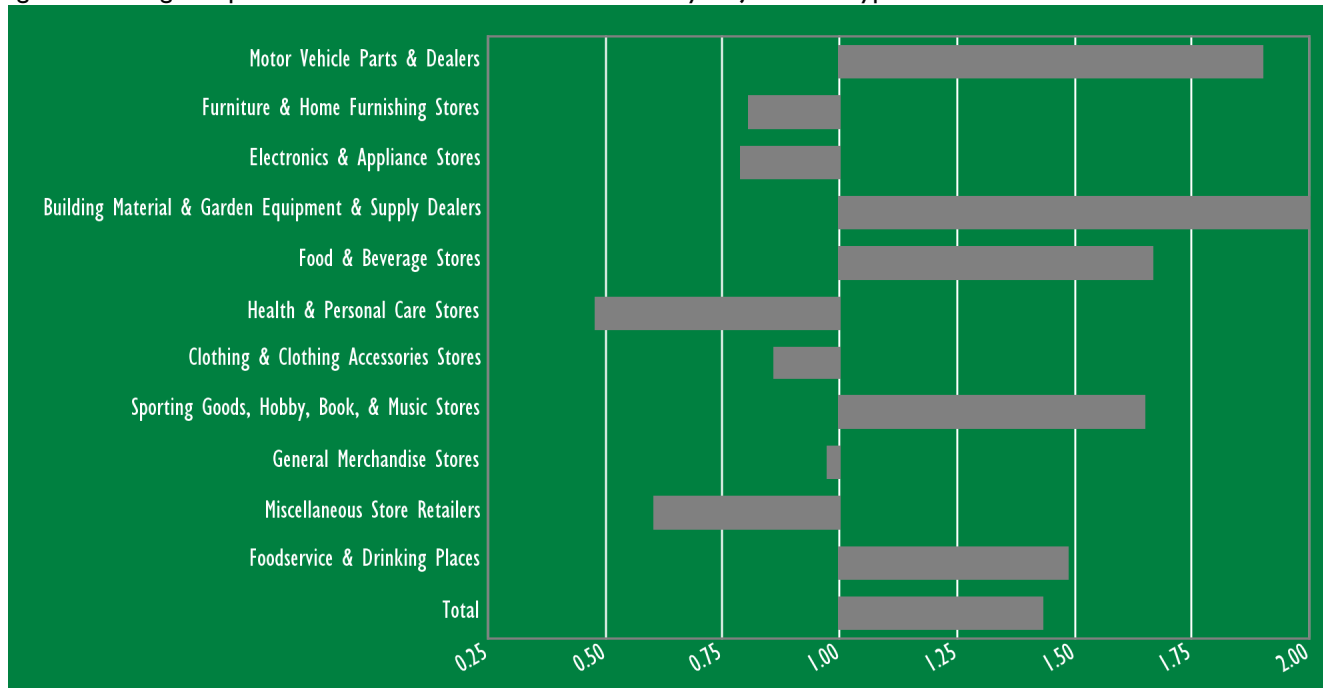 Motor Vehicle Parts & Dealers
Furniture & Home Furnishing Stores
Electronics & Appliance Stores
Building Material & Garden Equipment & Supply Dealers
Food & Beverage Stores
Health & Personal Care Stores
Clothing & Clothing Accessories Stores
Sporting Goods, Hobby, Book, & Music Stores
General Merchandise Stores
Miscellaneous Store Retailers
Foodservice & Drinking Places
Total
0.25 0.50 0.75 1.00 1.25 1.50 1.75 2.00